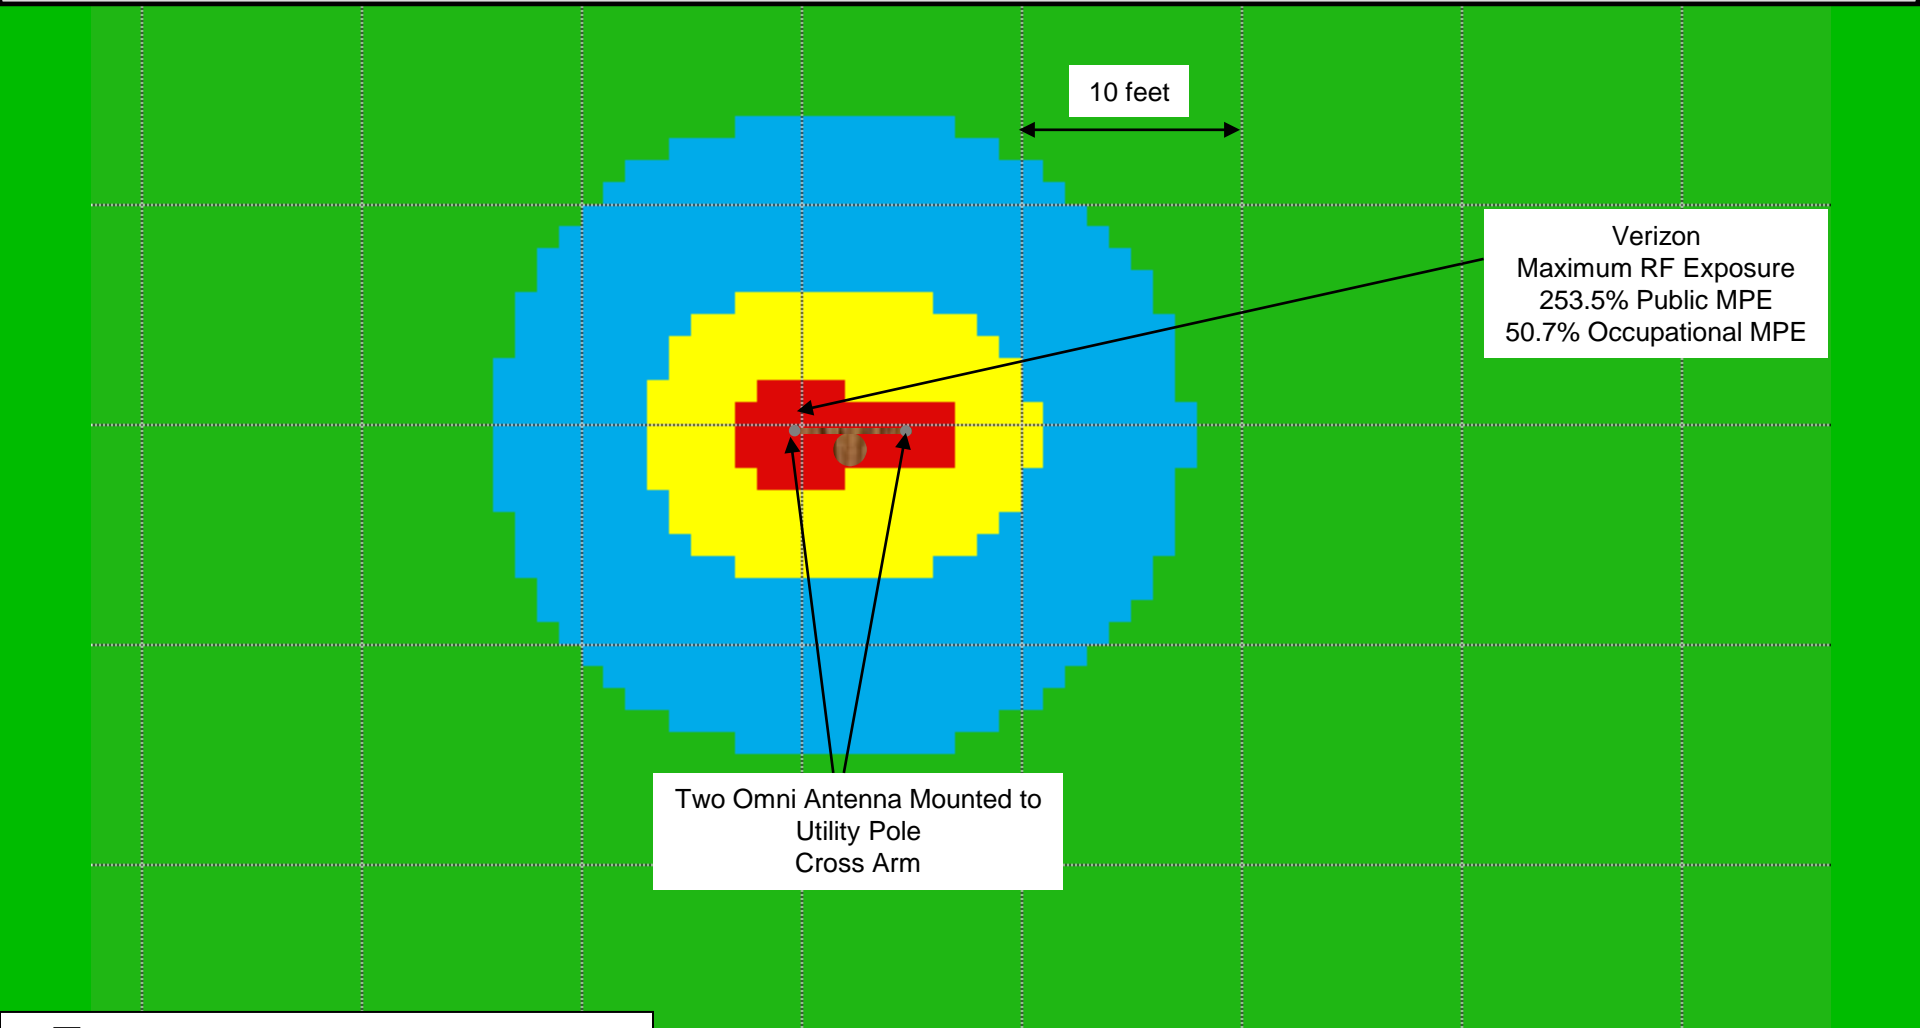 10 feet
Verizon
Maximum RF Exposure
253.5% Public MPE
50.7% Occupational MPE
Two Omni Antenna Mounted to
Utility Pole
Cross Arm